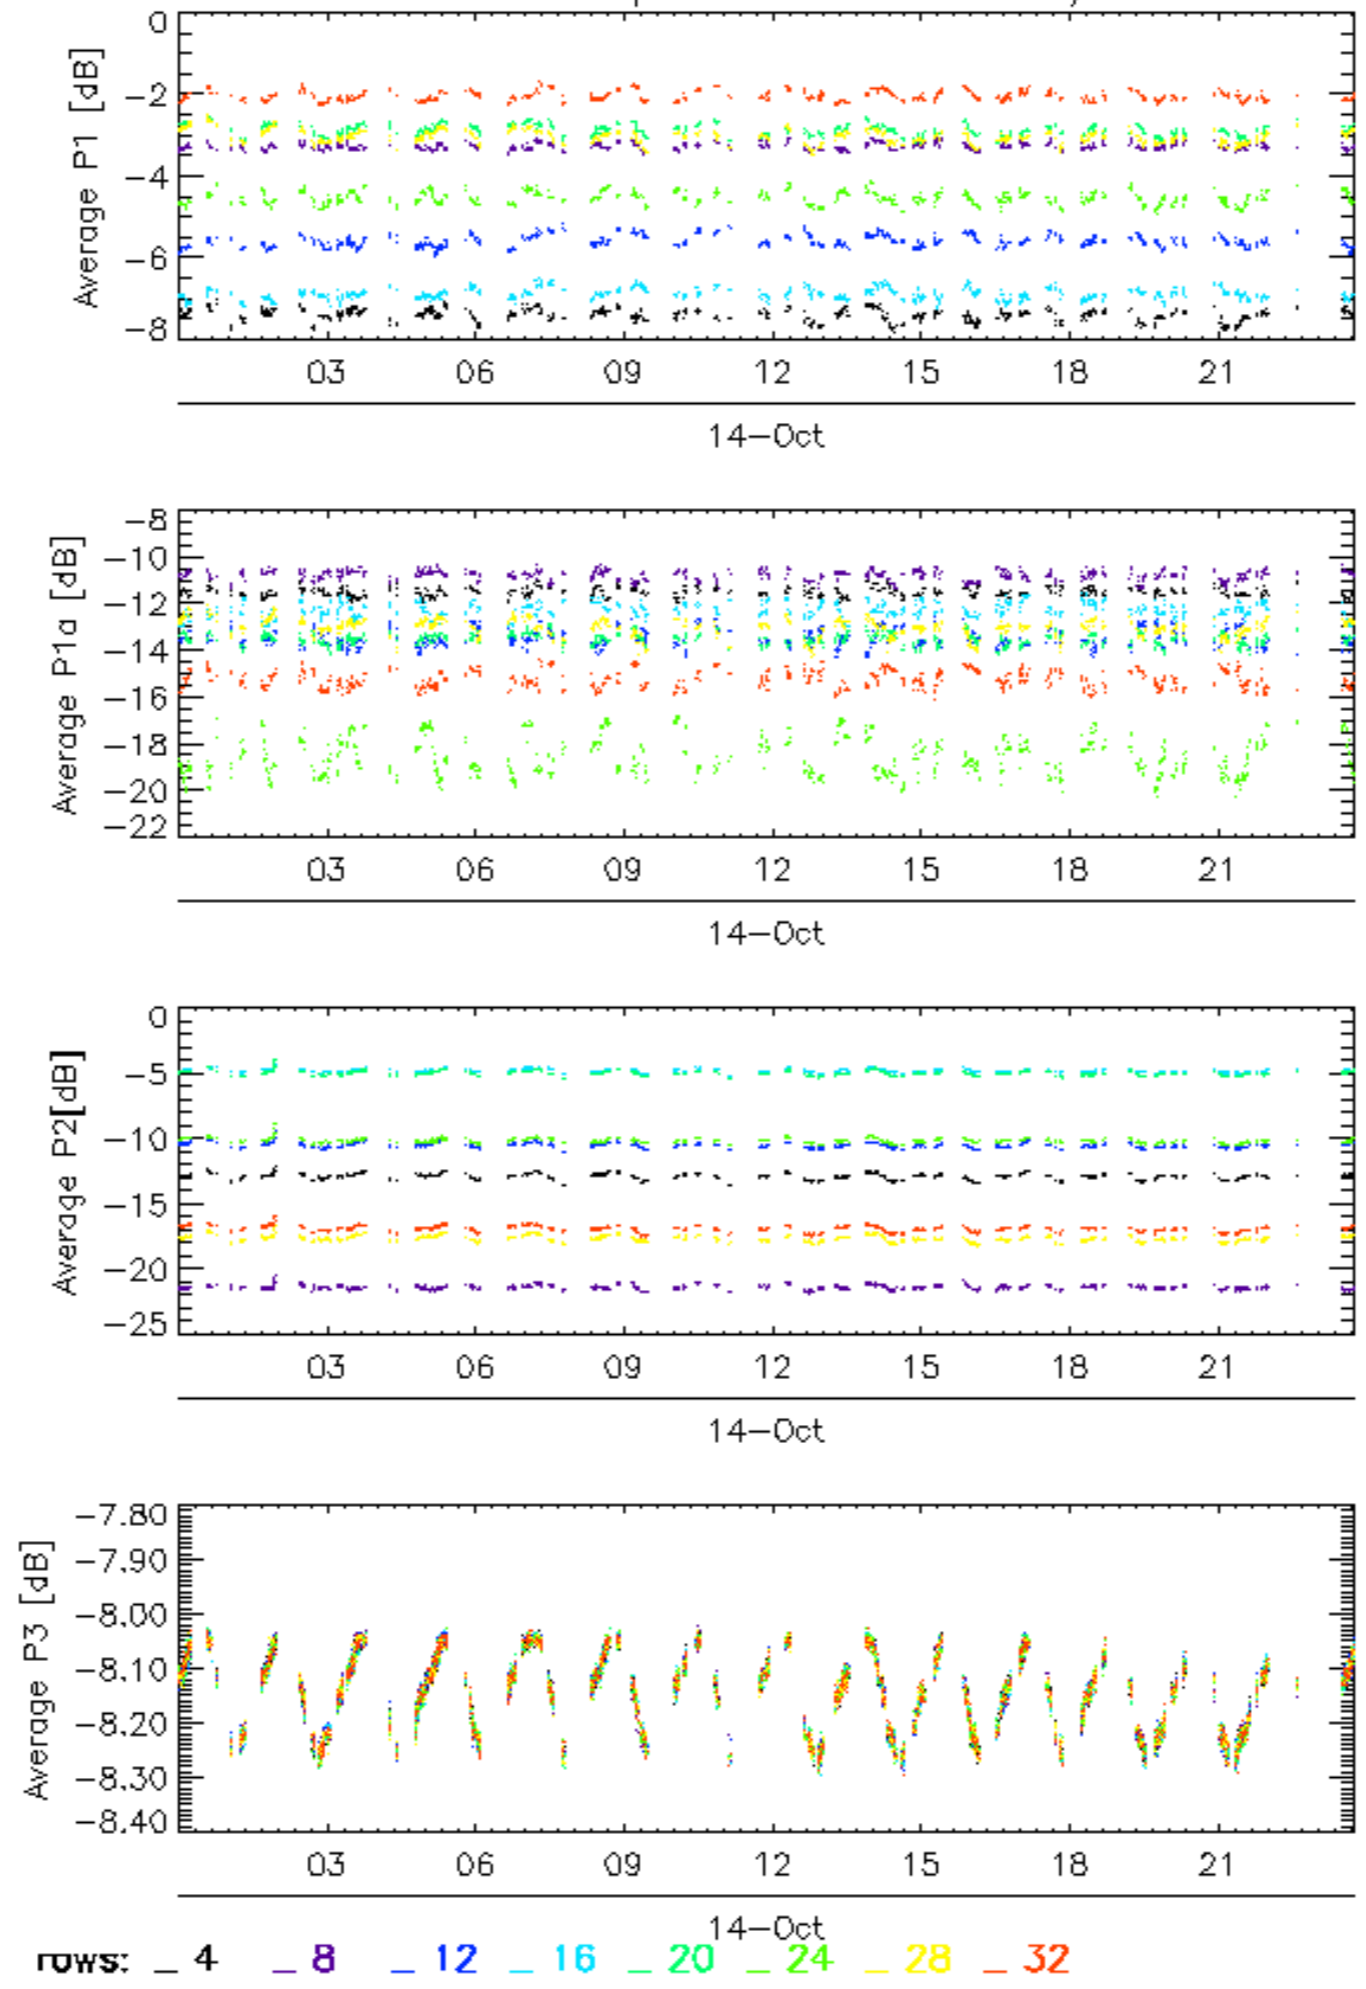 0
−2
−4
−6
−8
Average P1 [dB]
03 06 09 12 15 18 21
14−Oct
−8
−10
−12
−14
−16
−18
−20
−22
Average P1a [dB]
03 06 09 12 15 18 21
14−Oct
0
−5
−10
−15
−20
−25
Average P2[dB]
03 06 09 12 15 18 21
14−Oct
−7.80
−7.90
−8.00
−8.10
−8.20
−8.30
−8.40
Average P3 [dB]
03 06 09 12 15 18 21
14−Oct
rows: _ 4 _ 8 _ 12 _ 16 _ 20 _ 24 _ 28 _ 32